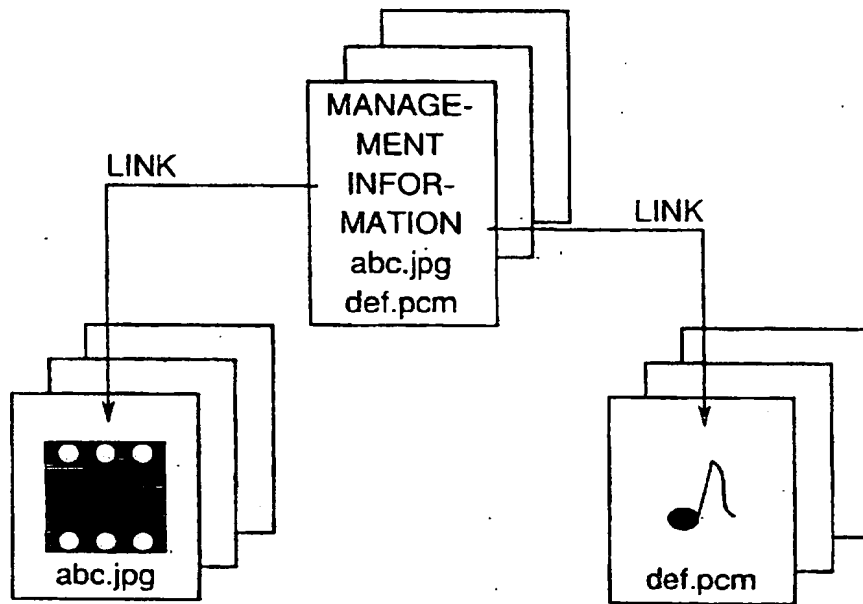 MANAGE-
MENT
INFOR-
MATION
abc.jpg
def.pcm
LINK
LINK
abc.jpg
def.pcm